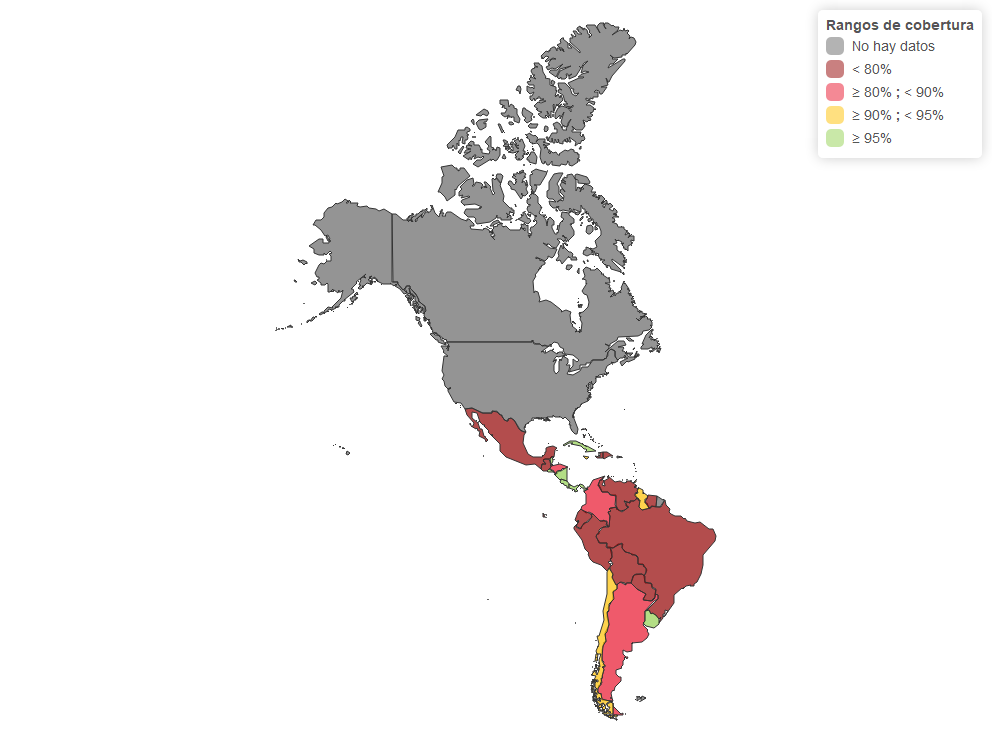 Rangos de cobertura
No hay datos
< 80%
≥ 80% ; < 90%
≥ 90% ; < 95%
≥ 95%